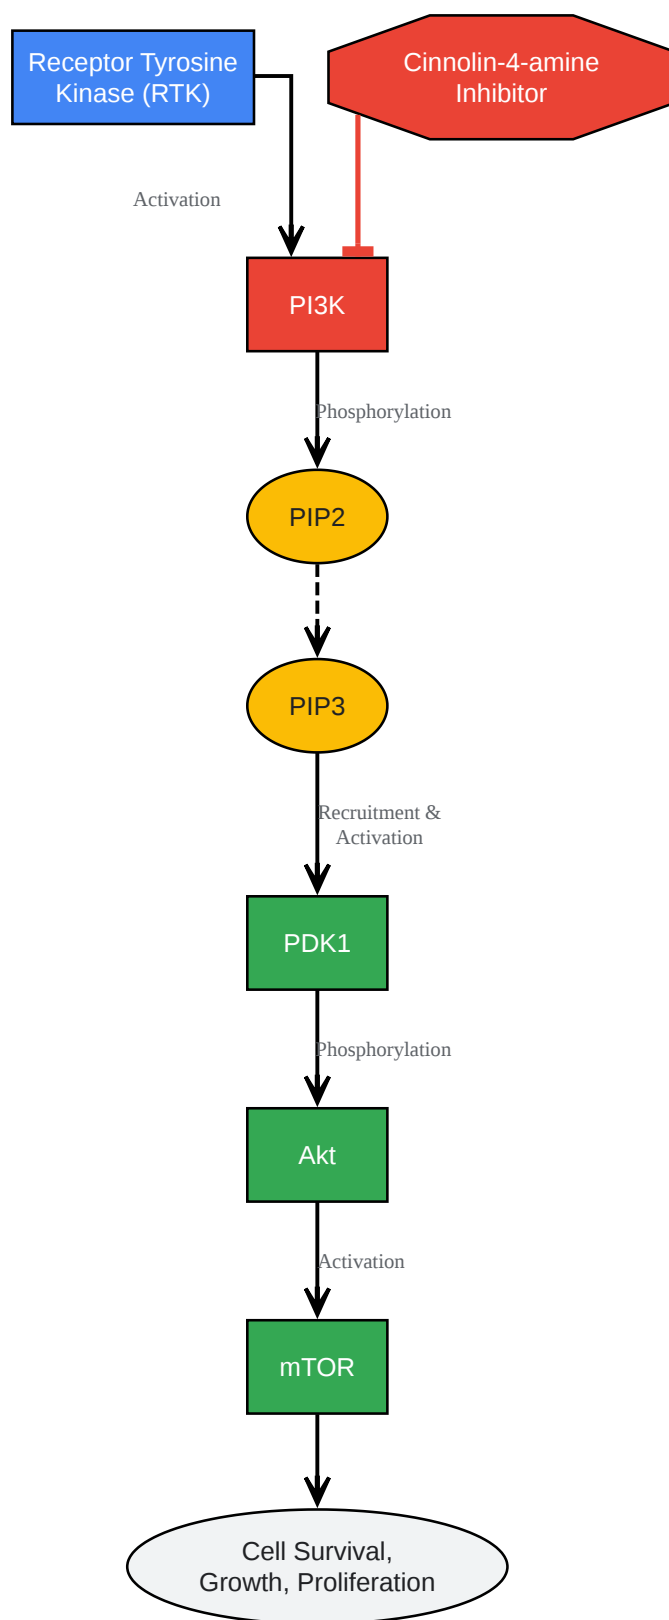 Receptor Tyrosine
Kinase (RTK)
Cinnolin-4-amine
Inhibitor
Activation
PI3K
Phosphorylation
PIP2
PIP3
Recruitment &
Activation
PDK1
Phosphorylation
Akt
Activation
mTOR
Cell Survival,
Growth, Proliferation